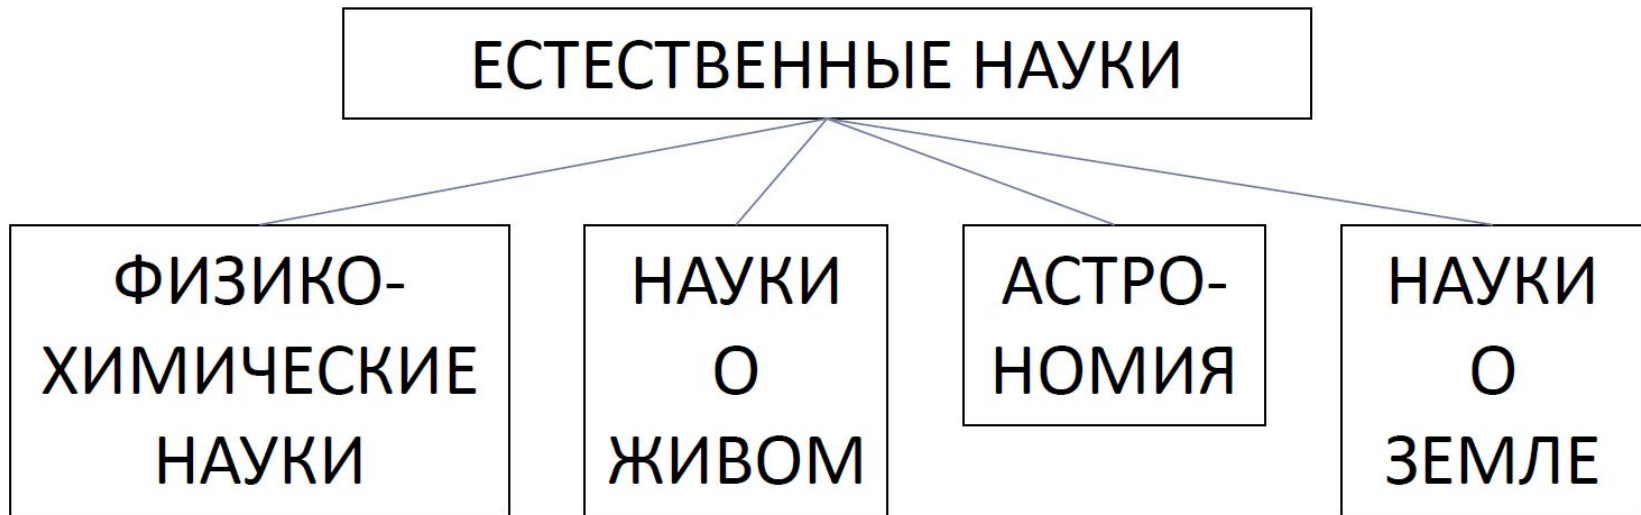 ЕСТЕСТВЕННЫЕ НАУКИ
ФИЗИКО-
ХИМИЧЕСКИЕ
НАУКИ
НАУКИ
О
ЖИВОМ
АСТРО-
НОМИЯ
НАУКИ
О
ЗЕМЛЕ